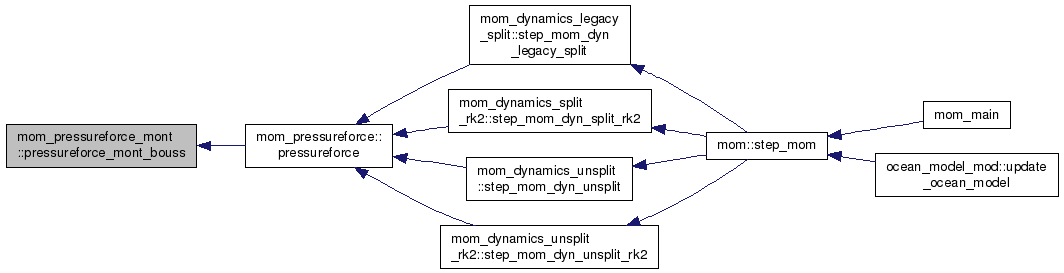 mom_pressureforce_mont
::pressureforce_mont_bouss
mom_pressureforce::
pressureforce
mom_dynamics_legacy
_split::step_mom_dyn
_legacy_split
mom_dynamics_split
_rk2::step_mom_dyn_split_rk2
mom_dynamics_unsplit
::step_mom_dyn_unsplit
mom_dynamics_unsplit
_rk2::step_mom_dyn_unsplit_rk2
mom::step_mom
mom_main
ocean_model_mod::update
_ocean_model